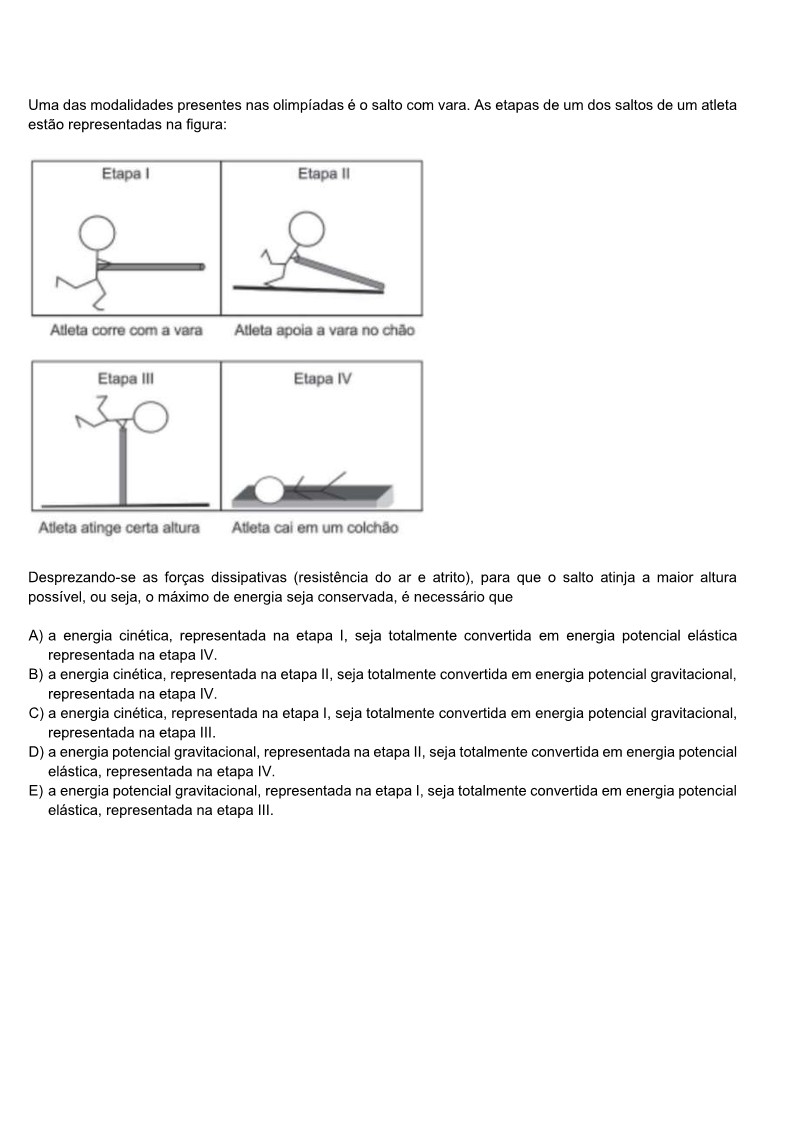 Uma das modalidades presentes nas olimpíadas é o salto com vara. As etapas de um dos saltos de um atleta
estão representadas na figura:
Etapa I
Etapa II
Atleta corre com a vara
Atleta apoia a vara no chão
Etapa III
Etapa IV
Atleta atinge certa altura
Atleta cai em um colchão
Desprezando-se as forças dissipativas (resistência do ar e atrito), para que o salto atinja a maior altura
possível, ou seja, o máximo de energia seja conservada, é necessário que
A) a energia cinética, representada na etapa I, seja totalmente convertida em energia potencial elástica
representada na etapa IV.
B) a energia cinética, representada na etapa II, seja totalmente convertida em energia potencial gravitacional,
representada na etapa IV.
C) a energia cinética, representada na etapa I, seja totalmente convertida em energia potencial gravitacional,
representada na etapa III.
D) a energia potencial gravitacional, representada na etapa II, seja totalmente convertida em energia potencial
elástica, representada na etapa IV.
E) a energia potencial gravitacional, representada na etapa I, seja totalmente convertida em energia potencial
elástica, representada na etapa III.